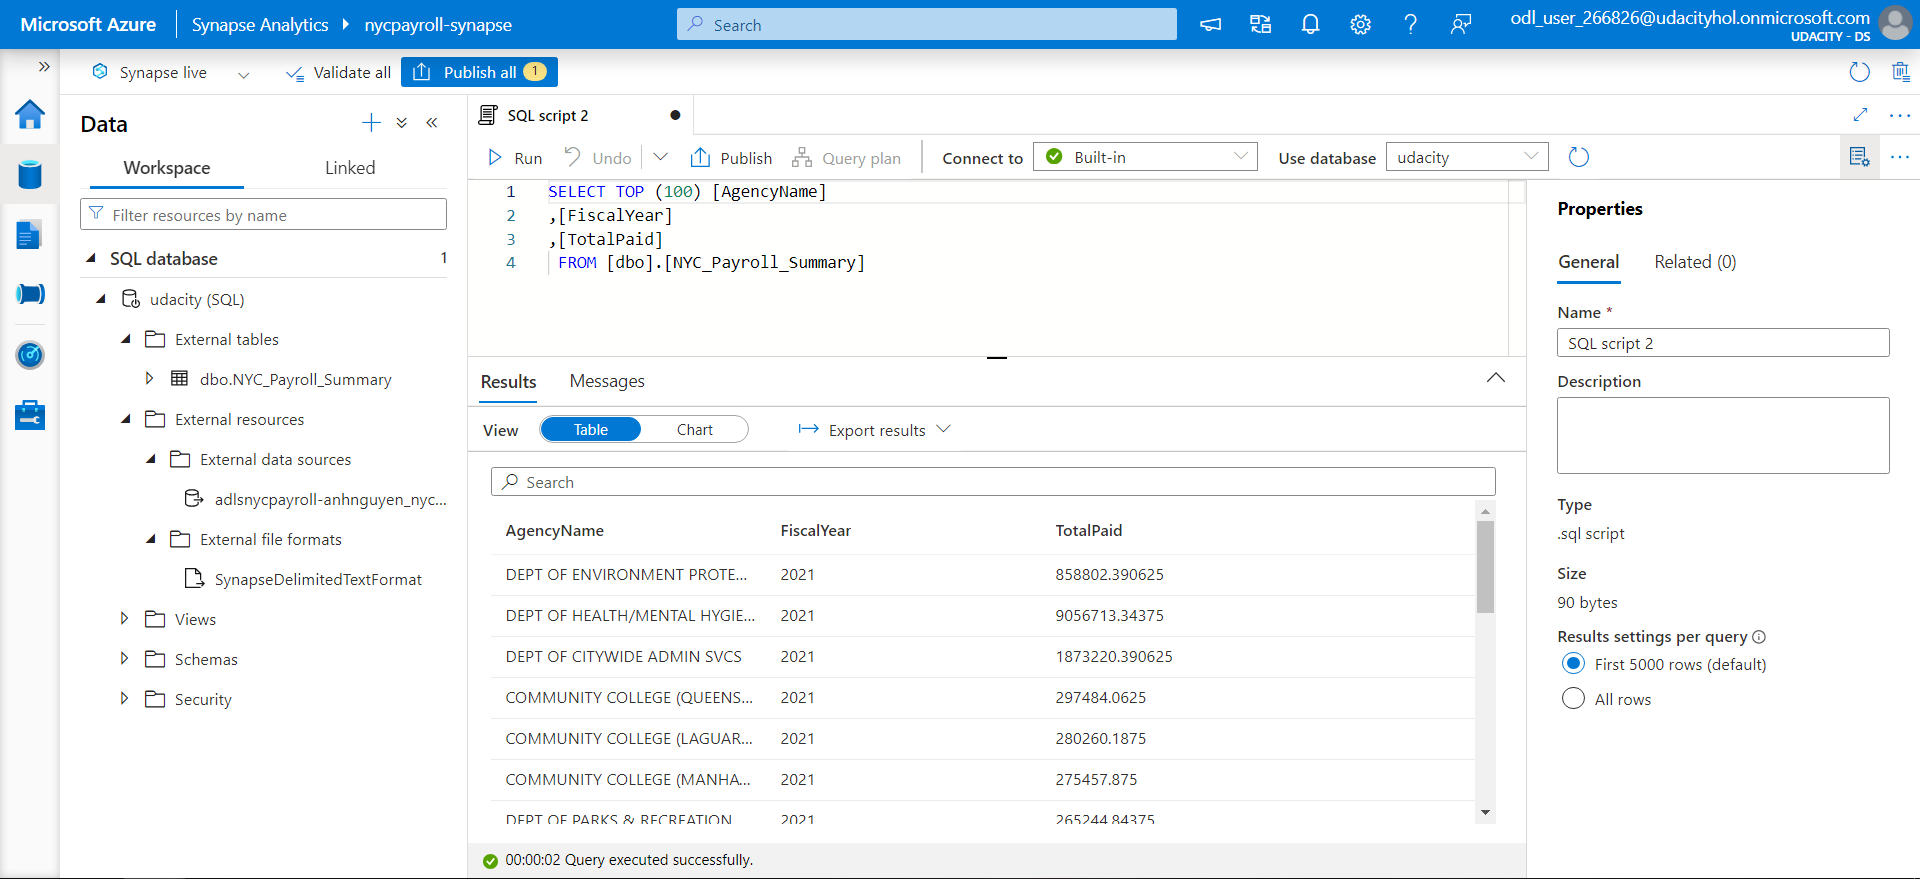 Microsoft Azure
Synapse Analytics
nycpayroll-synapse
Search
odl_user_266826@udacityhol.onmicrosoft.com
UDACITY - DS
Synapse live
Validate all
Publish all
1
Data
Workspace
Linked
Filter resources by name
SQL database
1
udacity (SQL)
External tables
dbo.NYC_Payroll_Summary
External resources
External data sources
adlsnycpayroll-anhnguyen_nyc...
External file formats
SynapseDelimitedTextFormat
Views
Schemas
Security
SQL script 2
Run
Undo
Publish
Query plan
Connect to
Built-in
Use database
udacity
1 SELECT TOP (100) [AgencyName]
2 ,[FiscalYear]
3 ,[TotalPaid]
4 FROM [dbo].[NYC_Payroll_Summary]
Results
Messages
View
Table
Chart
Export results
Search
AgencyName FiscalYear TotalPaid
DEPT OF ENVIRONMENT PROTE... 2021 858802.390625
DEPT OF HEALTH/MENTAL HYGIE... 2021 9056713.34375
DEPT OF CITYWIDE ADMIN SVCS 2021 1873220.390625
COMMUNITY COLLEGE (QUEENS... 2021 297484.0625
COMMUNITY COLLEGE (LAGUAR... 2021 280260.1875
COMMUNITY COLLEGE (MANHA... 2021 275457.875
DEPT OF PARKS & RECREATION 2021 265244.84375
00:00:02 Query executed successfully.
Properties
General
Related (0)
Name *
SQL script 2
Description
Type
.sql script
Size
90 bytes
Results settings per query
First 5000 rows (default)
All rows